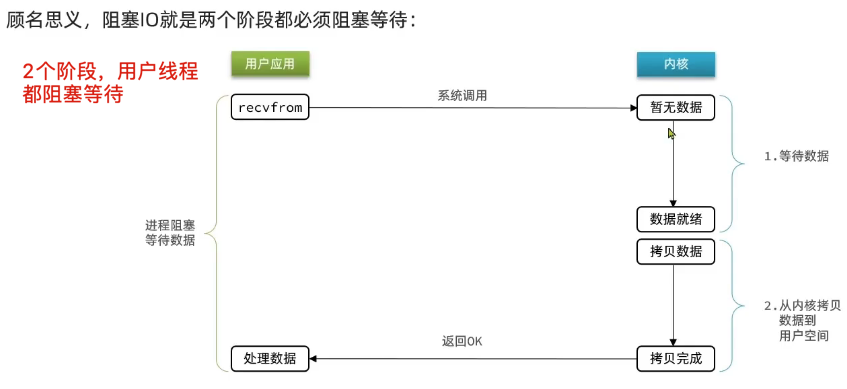 顾名思义，阻塞IO就是两个阶段都必须阻塞等待：
2个阶段，用户线程
都阻塞等待
用户应用
内核
recvfrom
系统调用
暂无数据
1.等待数据
数据就绪
进程阻塞
等待数据
拷贝数据
2.从内核拷贝
数据到
用户空间
返回OK
处理数据
拷贝完成